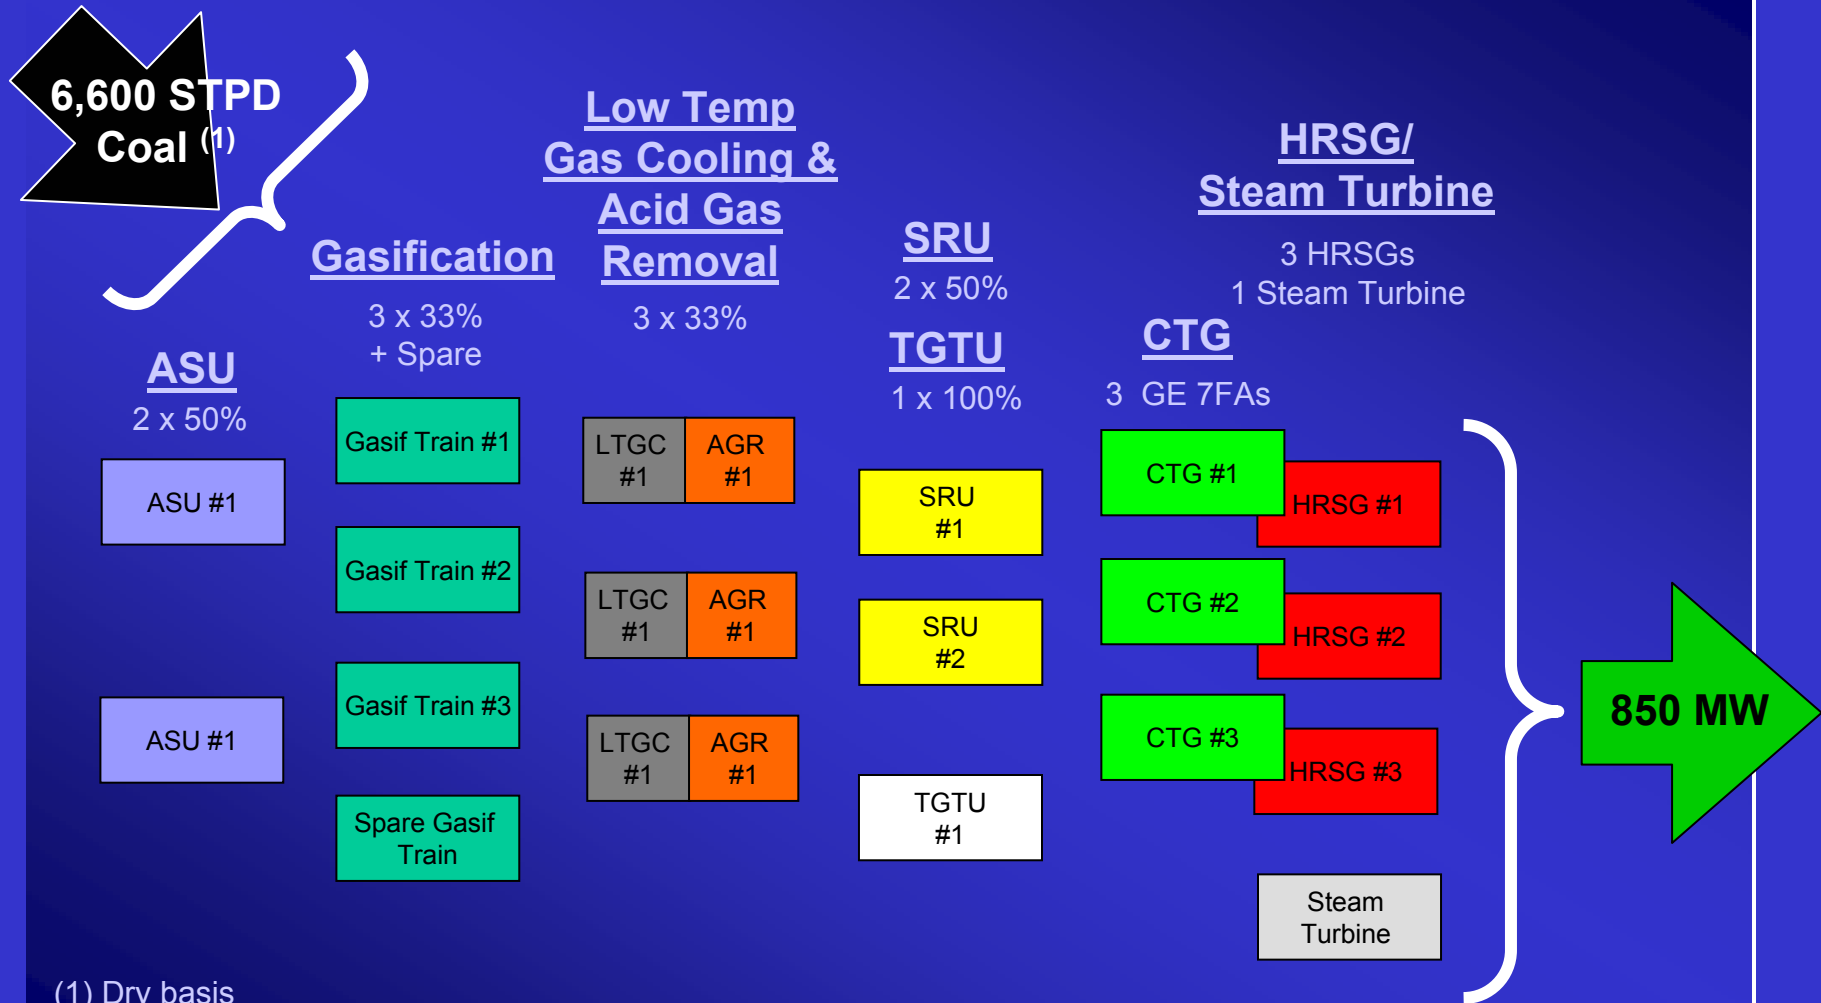 6,600 STPD
Coal (1)
ASU
2 x 50%
ASU #1
ASU #1
Gasification
3 x 33%
+ Spare
Gasif Train #1
Gasif Train #2
Gasif Train #3
Spare Gasif
Train
Low Temp
Gas Cooling &
Acid Gas
Removal
3 x 33%
LTGC
#1
AGR
#1
LTGC
#1
AGR
#1
LTGC
#1
AGR
#1
SRU
2 x 50%
TGTU
1 x 100%
SRU
#1
SRU
#2
TGTU
#1
HRSG/
Steam Turbine
3 HRSGs
1 Steam Turbine
CTG
3 GE 7FAs
CTG #1
HRSG #1
CTG #2
HRSG #2
CTG #3
HRSG #3
Steam
Turbine
850 MW
(1) Dry basis